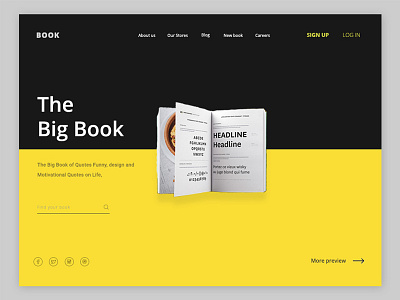 BOOK
About us Our Stores Blog New book Careers SIGN UP LOG IN
The
Big Book
The Big Book of Quotes Funny, design and
Motivational Quotes on Life.
Find your book
ABCDE
HEADLINE
Headline
More preview